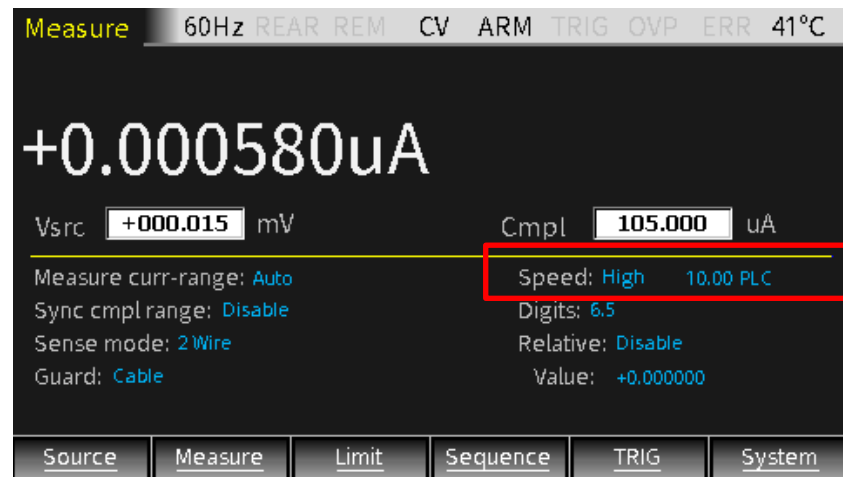 Measure 60Hz REAR REM CV ARM TRIG OVP ERR 41°C
+0.000580uA
Vsrc +000.015 mV Cmpl 105.000 uA
Measure curr-range: Auto Speed: High 10.00 PLC
Sync cmpl range: Disable Digits: 6.5
Sense mode: 2 Wire Relative: Disable
Guard: Cable Value: +0.000000
Source Measure Limit Sequence TRIG System